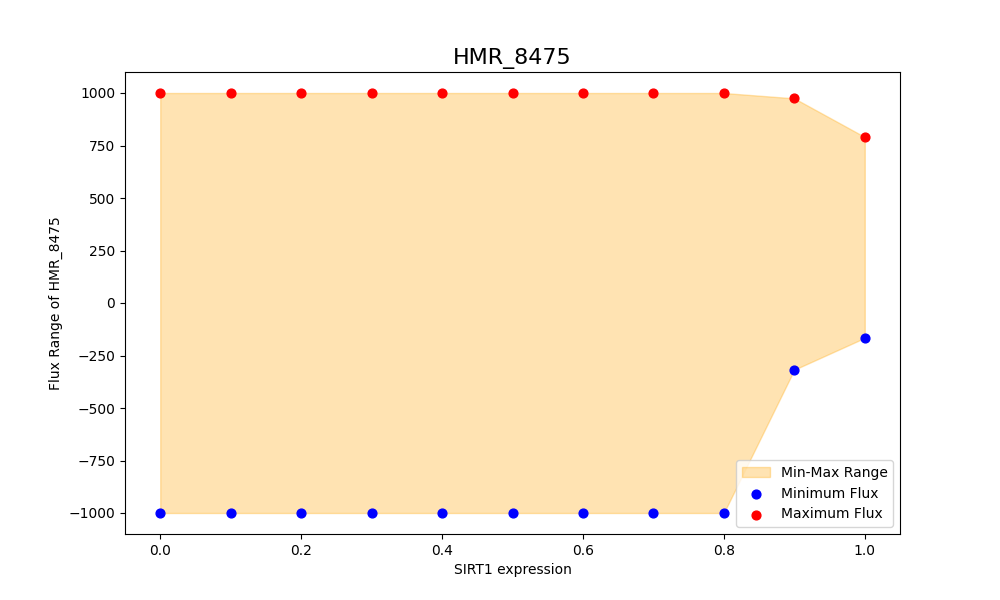 HMR_8475
Flux Range of HMR_8475
1000
750
500
250
0
−250
−500
−750
−1000
Min-Max Range
Minimum Flux
Maximum Flux
0.0 0.2 0.4 0.6 0.8 1.0
SIRT1 expression